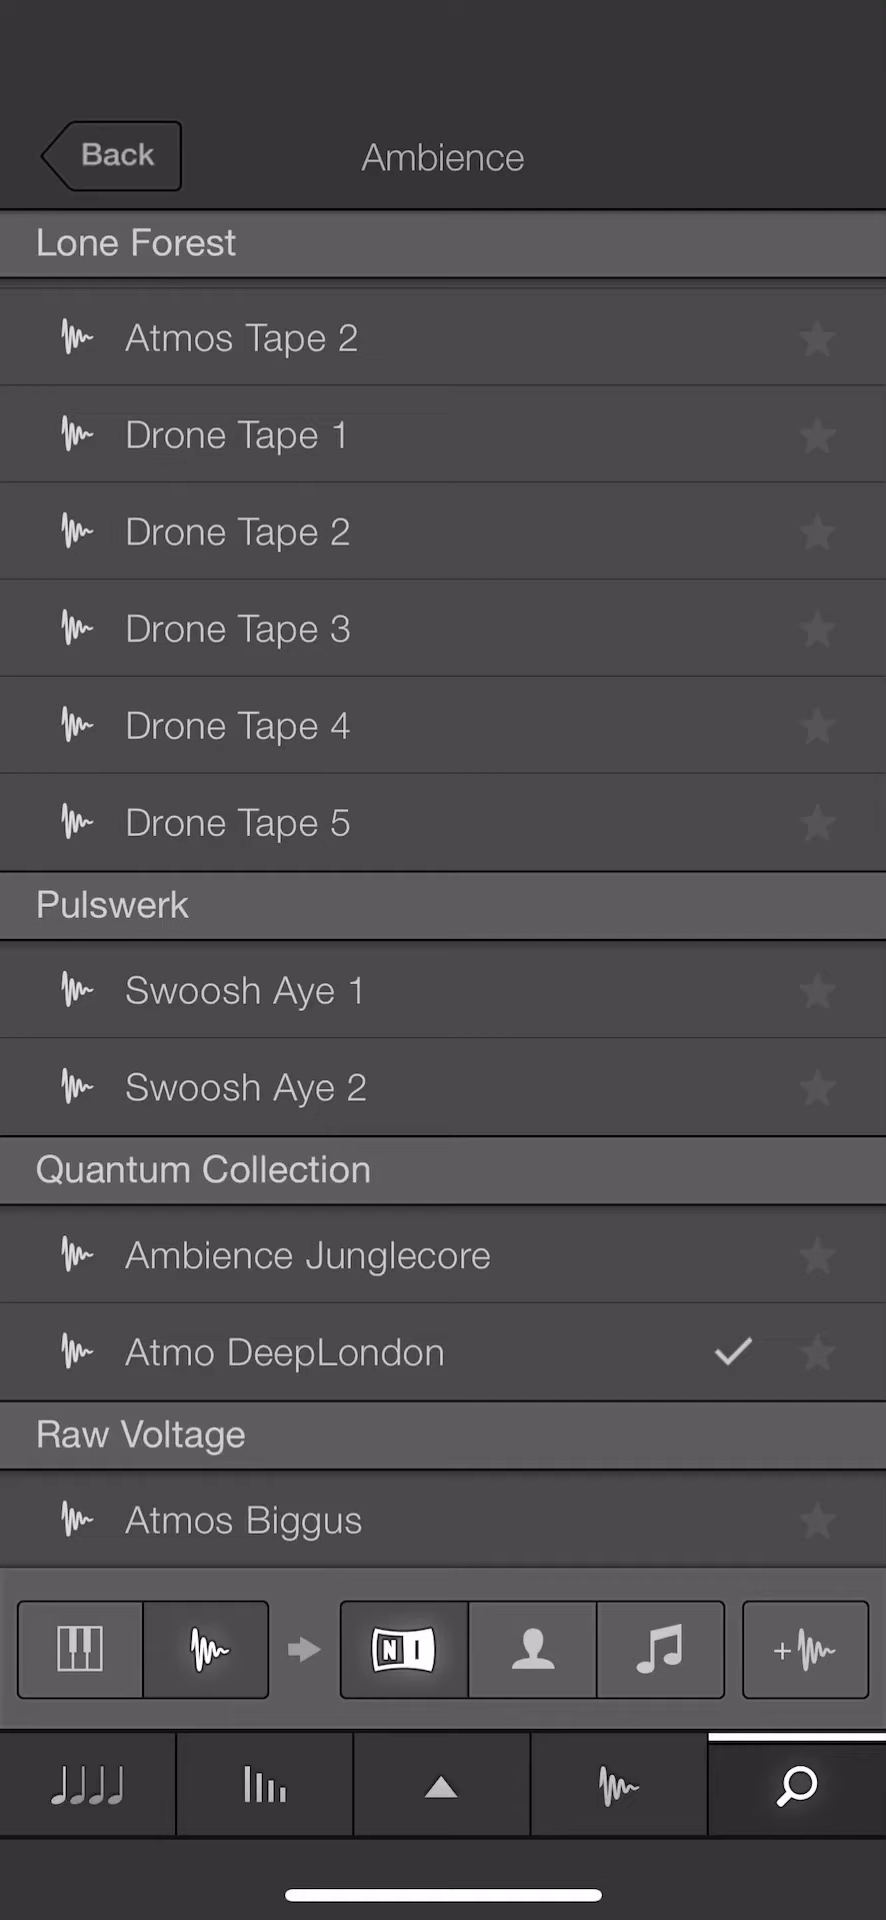 Back
Ambience
Lone Forest
Atmos Tape 2
Drone Tape 1
Drone Tape 2
Drone Tape 3
Drone Tape 4
Drone Tape 5
Pulswerk
Swoosh Aye 1
Swoosh Aye 2
Quantum Collection
Ambience Junglecore
Atmo DeepLondon
Raw Voltage
Atmos Biggus
NI
+